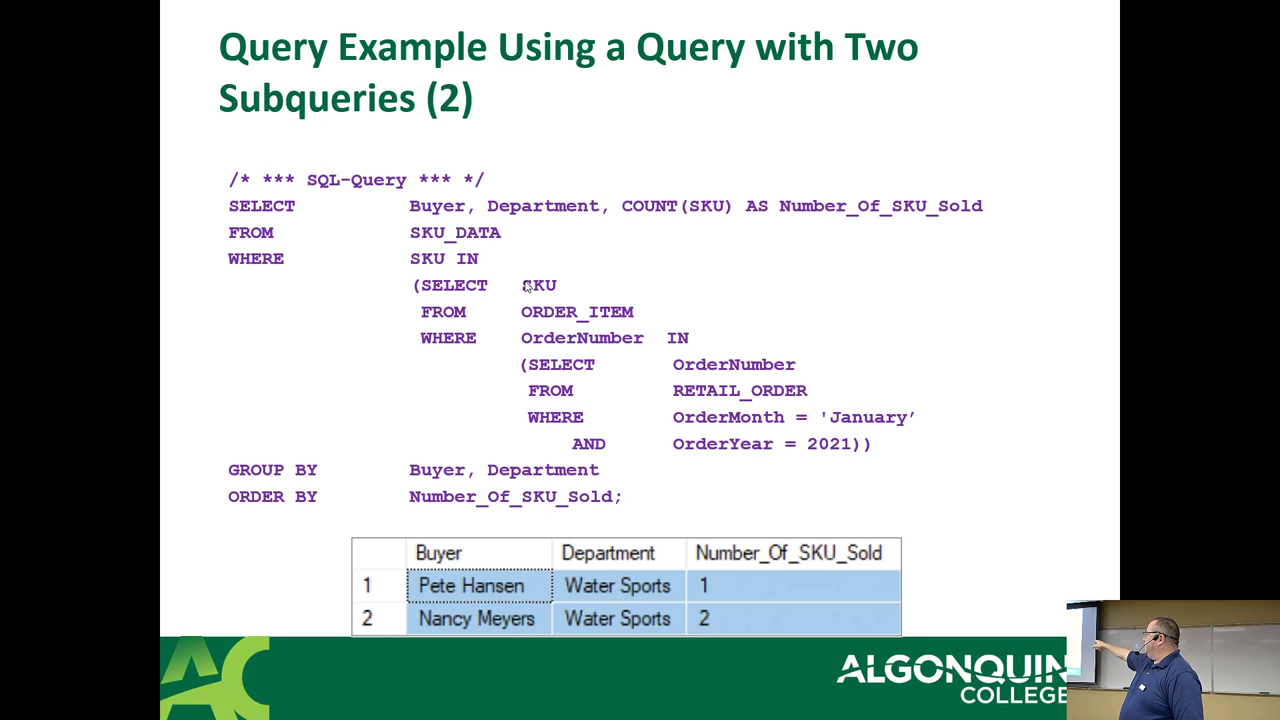 Query Example Using a Query with Two
Subqueries (2)
/* *** SQL-Query *** */
SELECT Buyer, Department, COUNT(SKU) AS Number_Of_SKU_Sold
FROM SKU_DATA
WHERE SKU IN
(SELECT SKU
FROM ORDER_ITEM
WHERE OrderNumber IN
(SELECT OrderNumber
FROM RETAIL_ORDER
WHERE OrderMonth = 'January’
AND OrderYear = 2021))
GROUP BY Buyer, Department
ORDER BY Number_Of_SKU_Sold;
Buyer Department Number_Of_SKU_Sold
1 Pete Hansen Water Sports 1
2 Nancy Meyers Water Sports 2
AC
ALGONQUIN
COLLEGE